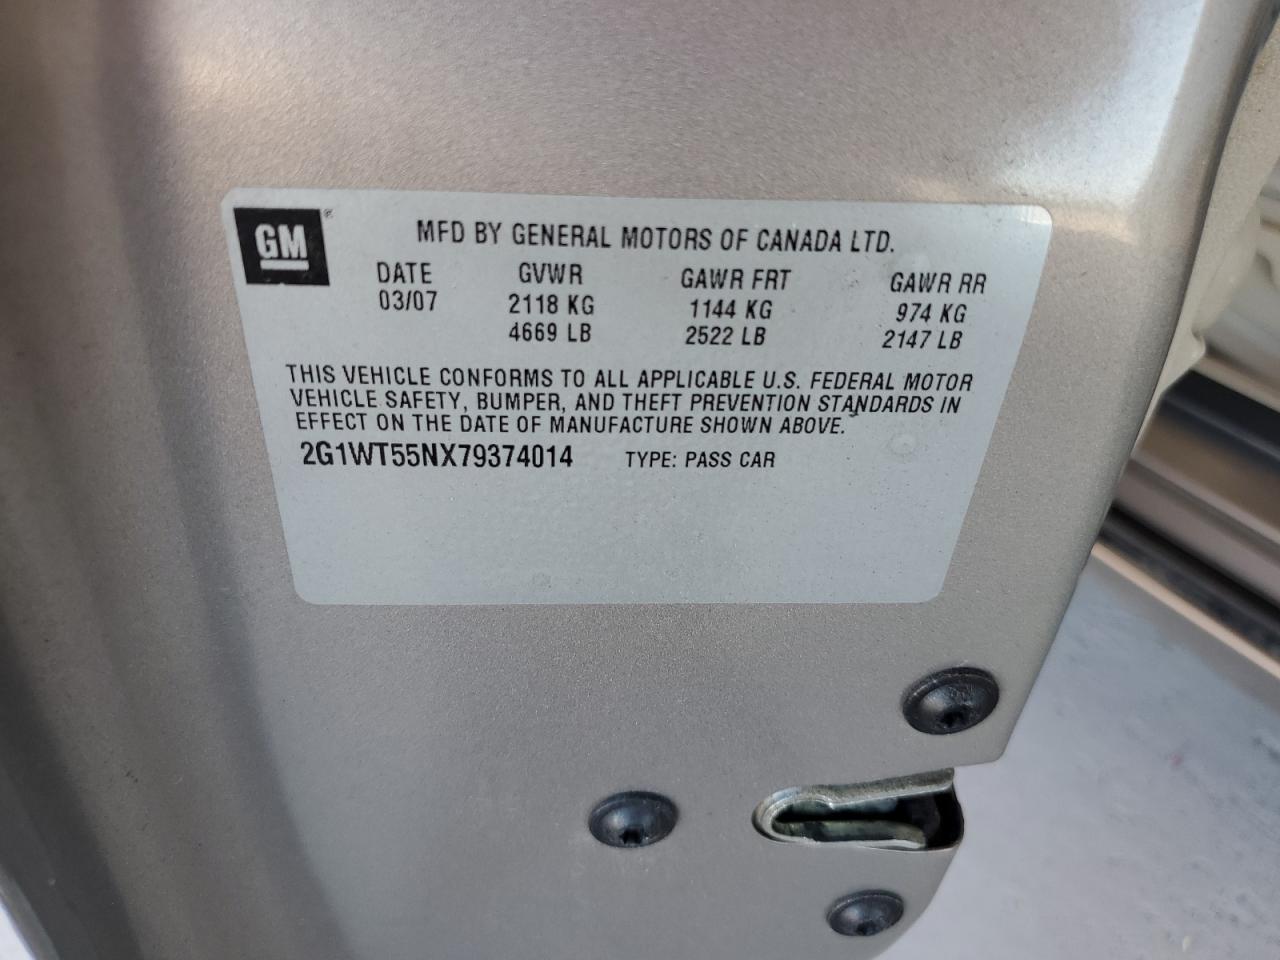 GM®
MFD BY GENERAL MOTORS OF CANADA LTD.
DATE GVWR GAWR FRT GAWR RR
03/07 2118 KG 1144 KG 974 KG
4669 LB 2522 LB 2147 LB
THIS VEHICLE CONFORMS TO ALL APPLICABLE U.S. FEDERAL MOTOR
VEHICLE SAFETY, BUMPER, AND THEFT PREVENTION STANDARDS IN
EFFECT ON THE DATE OF MANUFACTURE SHOWN ABOVE.
2G1WT55NX79374014 TYPE: PASS CAR